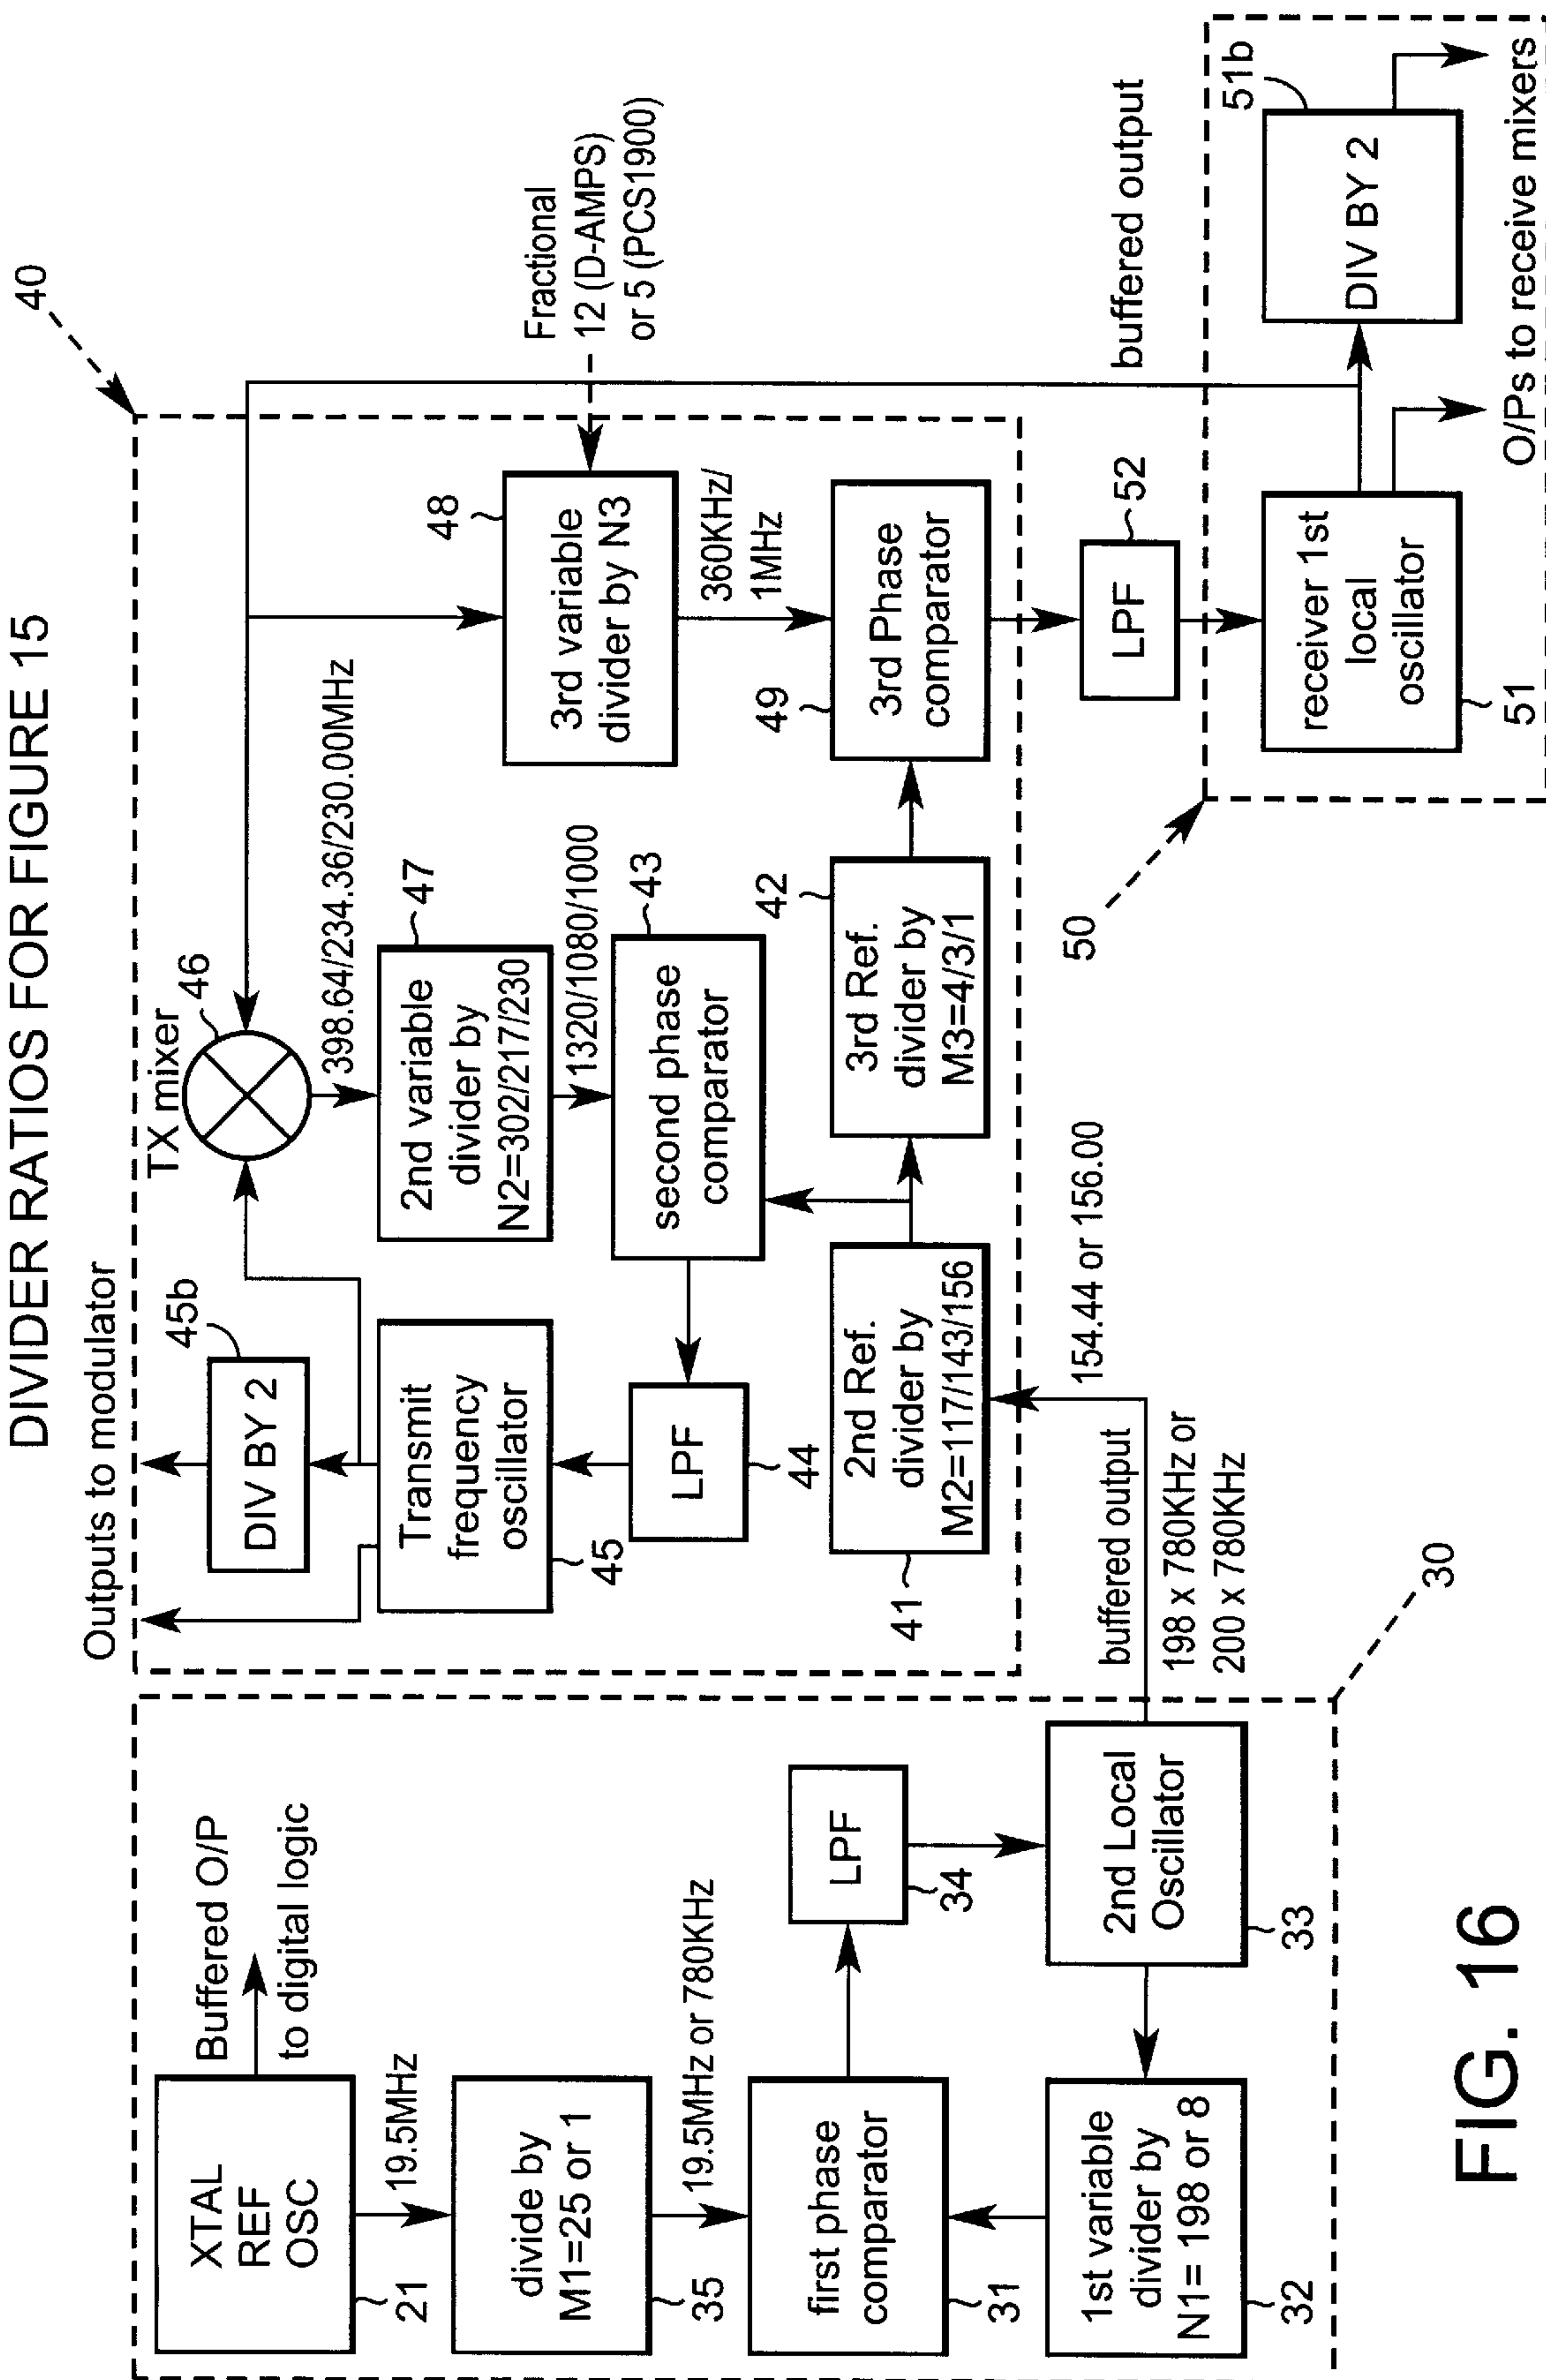 DIVIDER RATIOS FOR FIGURE 15
40
Outputs to modulator
45b
DIV BY 2
TX mixer
46
398.64/234.36/230.00MHz
Transmit
frequency
oscillator
45
47
2nd variable
divider by
N2=302/217/230
1320/1080/1000
48
3rd variable
divider by N3
Fractional
12 (D-AMPS)
or 5 (PCS1900)
360KHz/
1MHz
LPF
44
43
second phase
comparator
2nd Ref.
divider by
M2=117/143/156
41
42
3rd Ref.
divider by
M3=4/3/1
49
3rd Phase
comparator
XTAL
REF
OSC
21
Buffered O/P
to digital logic
19.5MHz
divide by
M1=25 or 1
35
19.5MHz or 780KHz
first phase
comparator
31
LPF
34
1st variable
divider by
N1= 198 or 8
32
2nd Local
Oscillator
33
30
buffered output
198 x 780KHz or
200 x 780KHz
154.44 or 156.00
LPF
52
buffered output
50
receiver 1st
local
oscillator
51
DIV BY 2
51b
O/Ps to receive mixers
FIG. 16